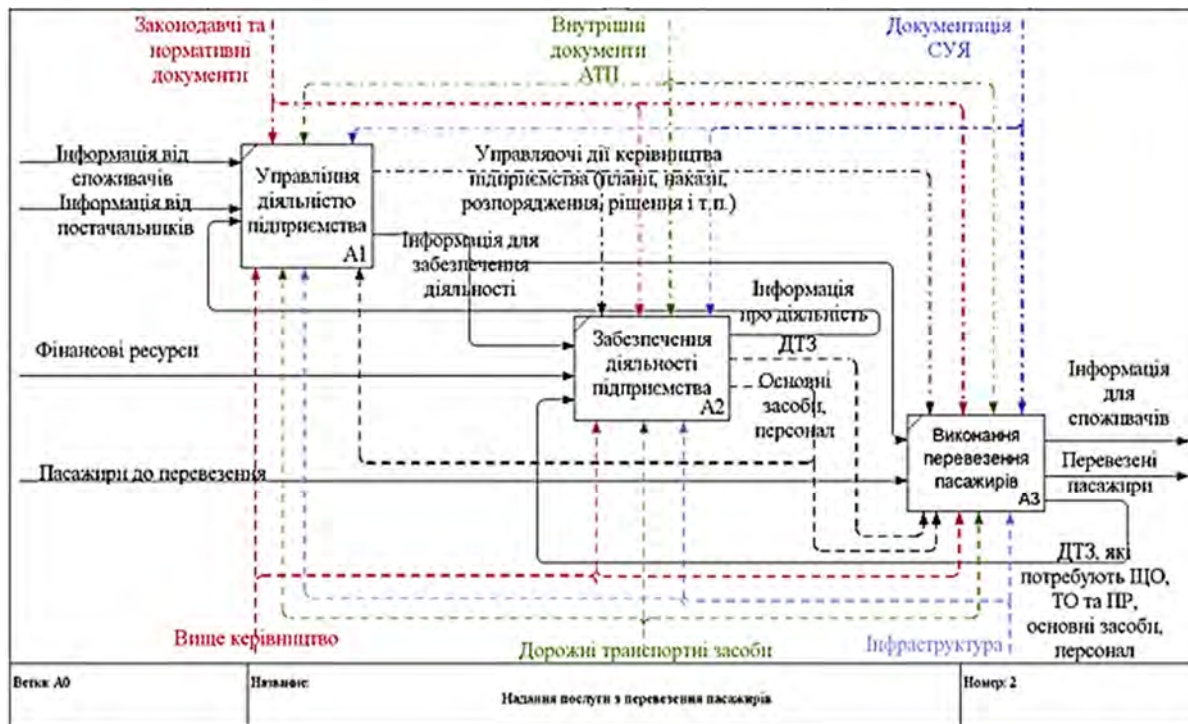 Законодавчі та
нормативні
документи
Внутрішні
документи
АТП
Документація
СУЯ
Інформація від
споживачів
Інформація від
постачальників
Управління
діяльністю
підприємства
А1
Управляючі дії керівництва
підприємства (плани, накази,
розпорядження, рішення і т.п.)
Інформація для
забезпечення
діяльності
Інформація
про діяльність
Фінансові ресурси
Забезпечення
діяльності
підприємства
А2
ДТЗ
Основні
засоби,
персонал
Інформація
для
споживачів
Виконання
перевезення
пасажирів
А3
Перевезені
пасажири
Пасажири до перевезення
ДТЗ, які
потребують ЩО,
ТО та ПР,
основні засоби,
персонал
Вище керівництво
Дорожні транспортні засоби
Інфраструктура
Ветка: А0
Название:
Надання послуги з перевезення пасажирів
Номер: 2